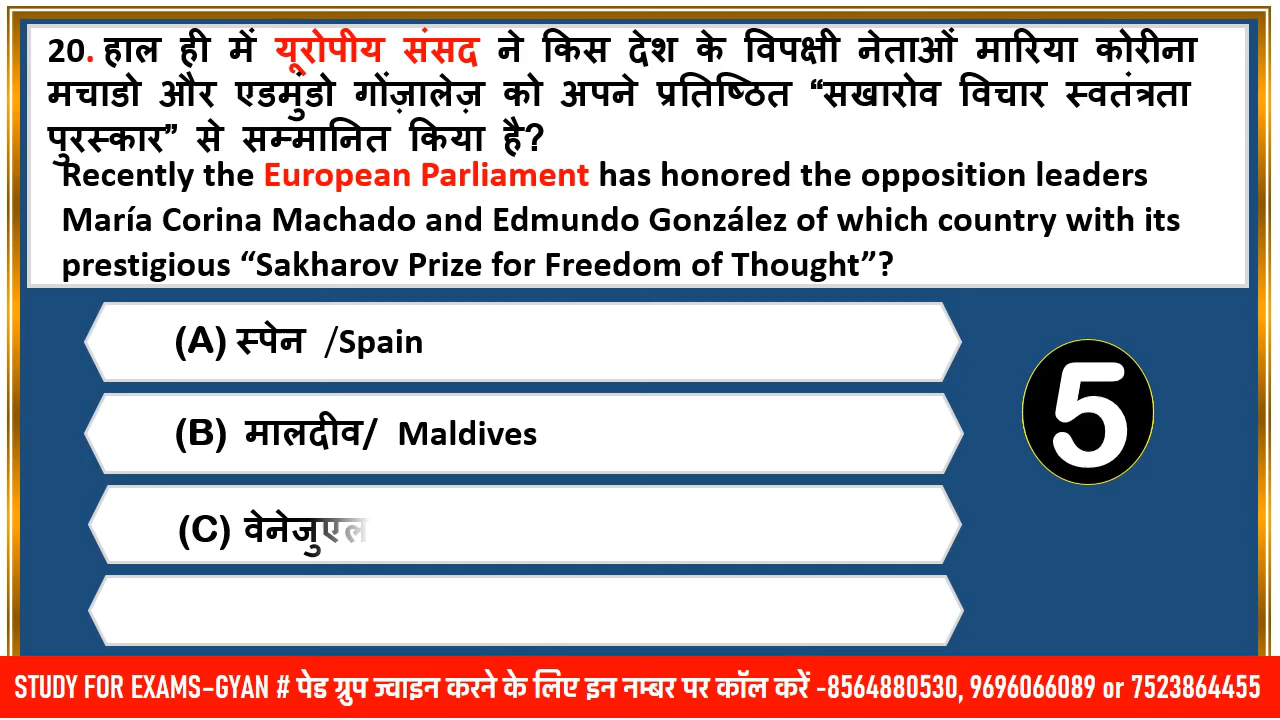 20. हाल ही में यूरोपीय संसद ने किस देश के विपक्षी नेताओं मारिया कोरीना
मचाडो और एडमुंडो गोंज़ालेज़ को अपने प्रतिष्ठित “सखारोव विचार स्वतंत्रता
पुरस्कार” से सम्मानित किया है?
Recently the European Parliament has honored the opposition leaders
María Corina Machado and Edmundo González of which country with its
prestigious “Sakharov Prize for Freedom of Thought”?
(A) स्पेन /Spain
(B) मालदीव/ Maldives
5
(C) वेनेजुएल
STUDY FOR EXAMS-GYAN # पेड ग्रुप ज्वाइन करने के लिए इन नम्बर पर कॉल करें -8564880530, 9696066089 or 7523864455